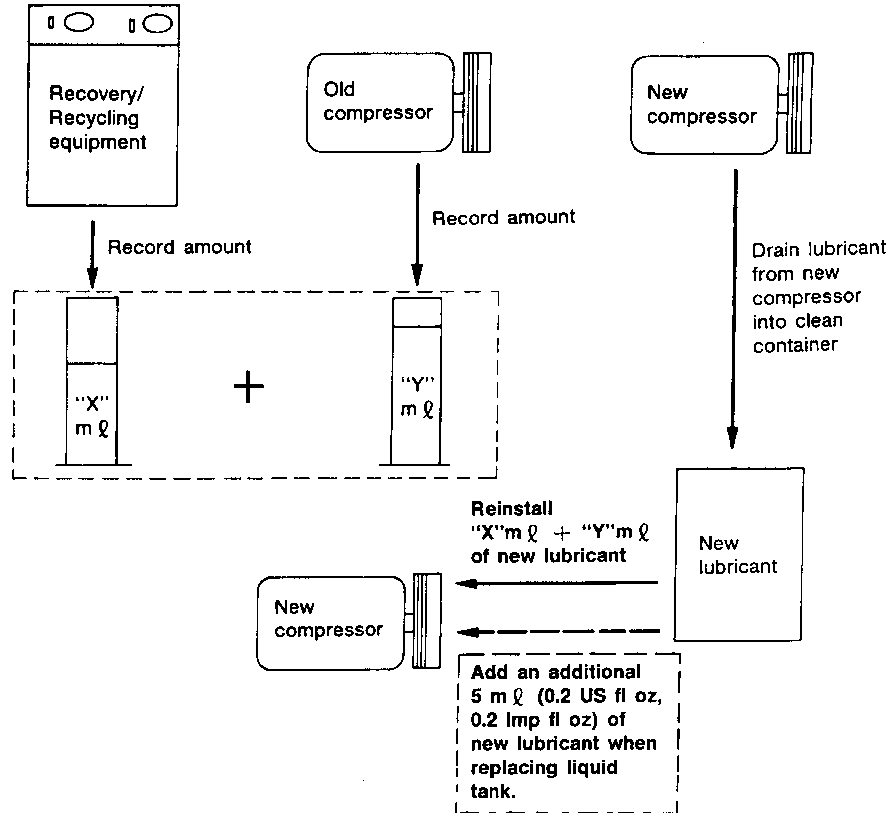 Recovery/
Recycling
equipment
Old
compressor
New
compressor
Record amount
Record amount
Drain lubricant
from new
compressor
into clean
container
"X"
m ℓ
+
"Y"
m ℓ
Reinstall
"X"m ℓ + "Y"m ℓ
of new lubricant
New
lubricant
New
compressor
Add an additional
5 m ℓ (0.2 US fl oz,
0.2 Imp fl oz) of
new lubricant when
replacing liquid
tank.